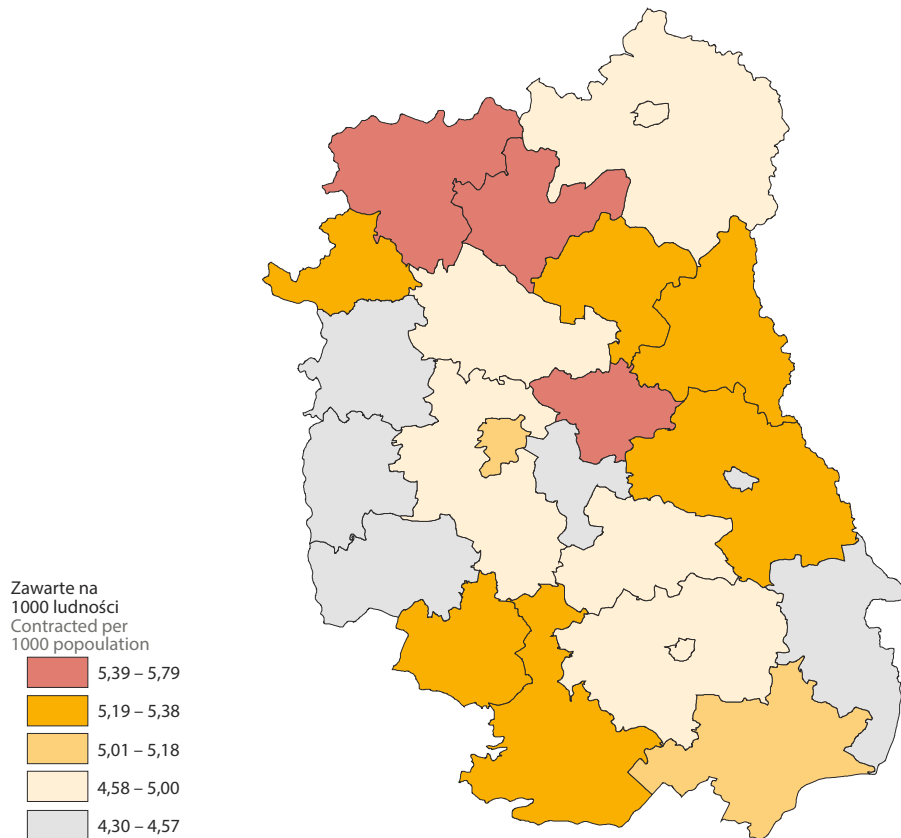 Zawarte na
1000 ludności
Contracted per
1000 popoulation
5,39 – 5,79
5,19 – 5,38
5,01 – 5,18
4,58 – 5,00
4,30 – 4,57